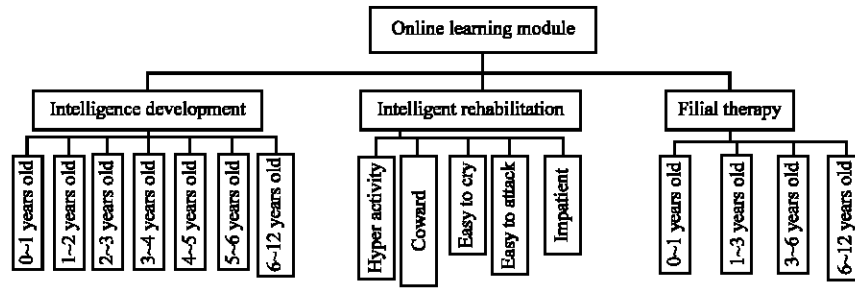 Online learning module
Intelligence development
Intelligent rehabilitation
Filial therapy
0~1 years old
1~2 years old
2~3 years old
3~4 years old
4~5 years old
5~6 years old
6~12 years old
Hyper activity
Coward
Easy to cry
Easy to attack
Impatient
0~1 years old
1~3 years old
3~6 years old
6~12 years old